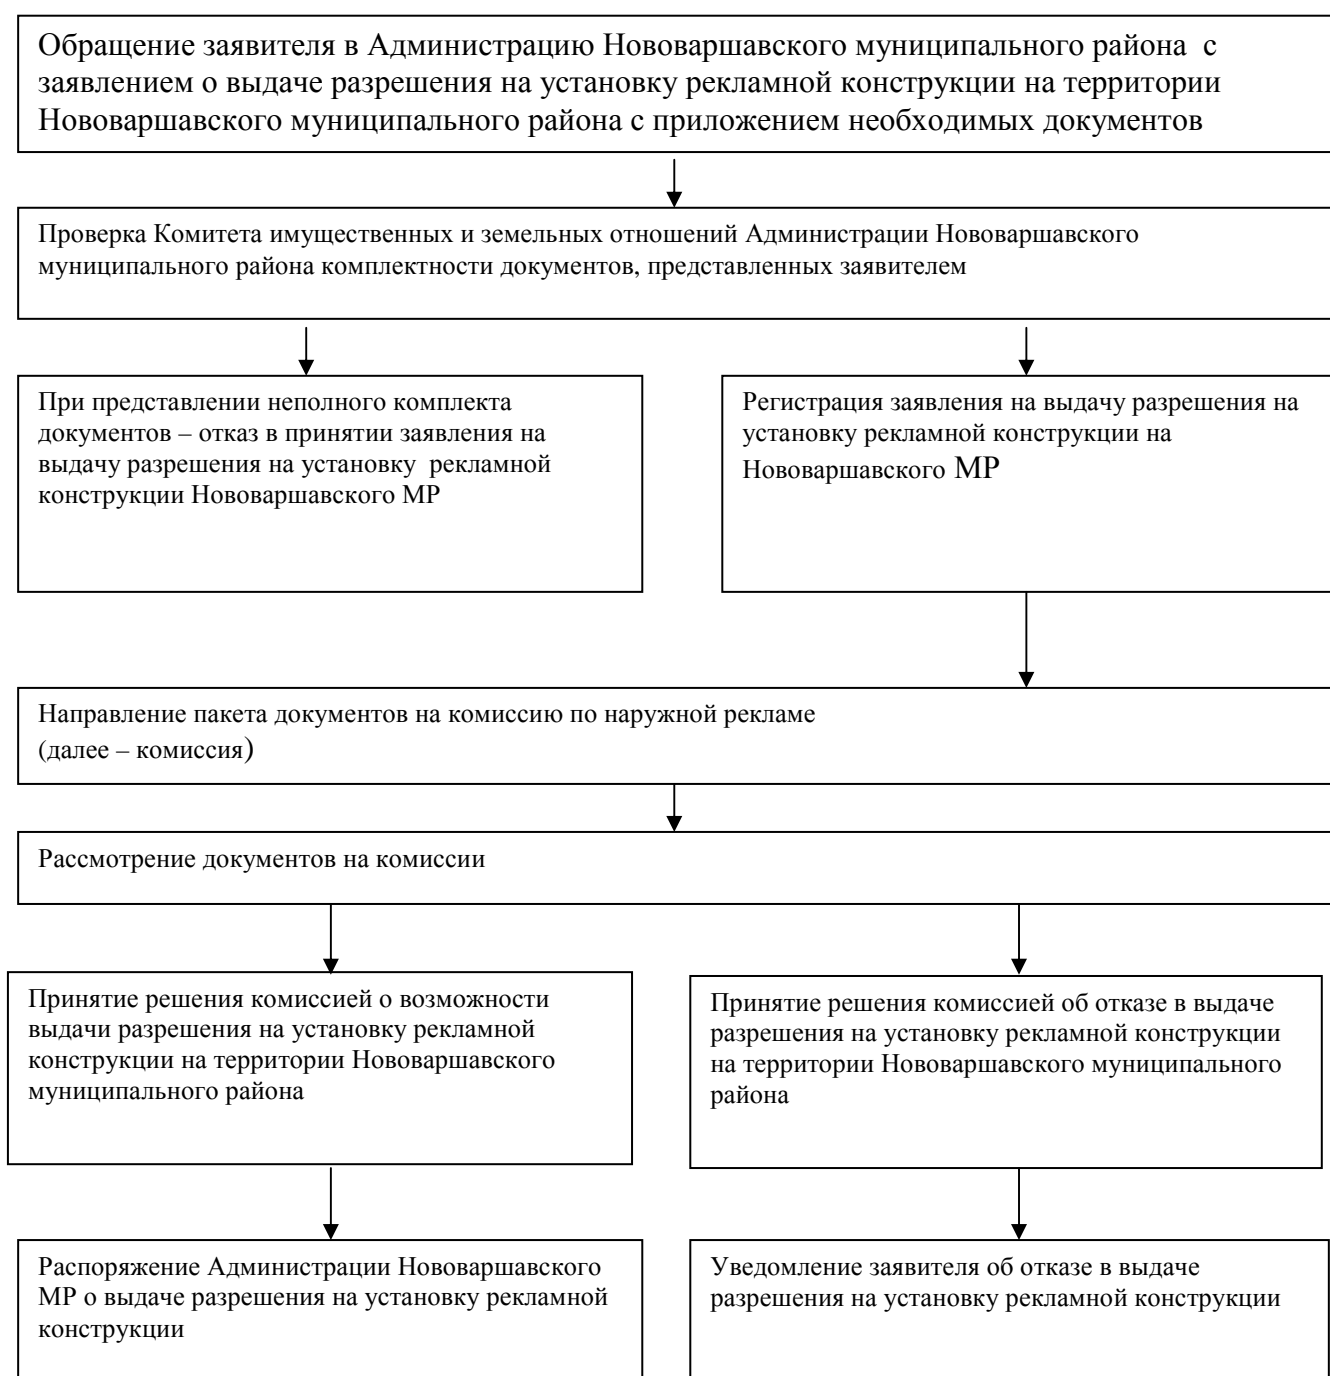 Обращение заявителя в Администрацию Нововаршавского муниципального района  с
заявлением о выдаче разрешения на установку рекламной конструкции на территории
Нововаршавского муниципального района с приложением необходимых документов
Проверка Комитета имущественных и земельных отношений Администрации Нововаршавского
муниципального района комплектности документов, представленных заявителем
При представлении неполного комплекта
документов – отказ в принятии заявления на
выдачу разрешения на установку  рекламной
конструкции Нововаршавского МР
Регистрация заявления на выдачу разрешения на
установку рекламной конструкции на
Нововаршавского МР
Направление пакета документов на комиссию по наружной рекламе
(далее – комиссия)
Рассмотрение документов на комиссии
Принятие решения комиссией о возможности
выдачи разрешения на установку рекламной
конструкции на территории Нововаршавского
муниципального района
Принятие решения комиссией об отказе в выдаче
разрешения на установку рекламной конструкции
на территории Нововаршавского муниципального
района
Распоряжение Администрации Нововаршавского
МР о выдаче разрешения на установку рекламной
конструкции
Уведомление заявителя об отказе в выдаче
разрешения на установку рекламной конструкции